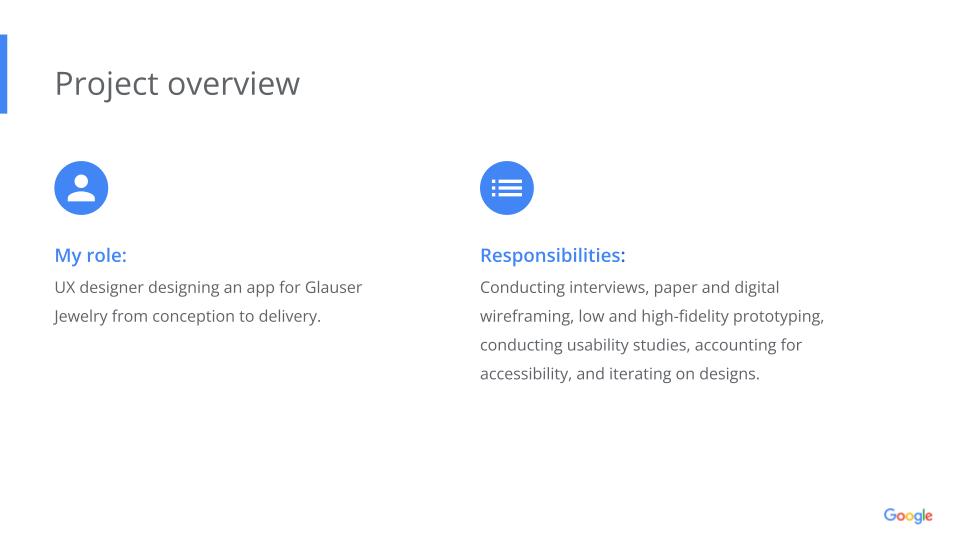 Project overview
My role:
UX designer designing an app for Glauser
Jewelry from conception to delivery.
Responsibilities:
Conducting interviews, paper and digital
wireframing, low and high-fidelity prototyping,
conducting usability studies, accounting for
accessibility, and iterating on designs.
Google